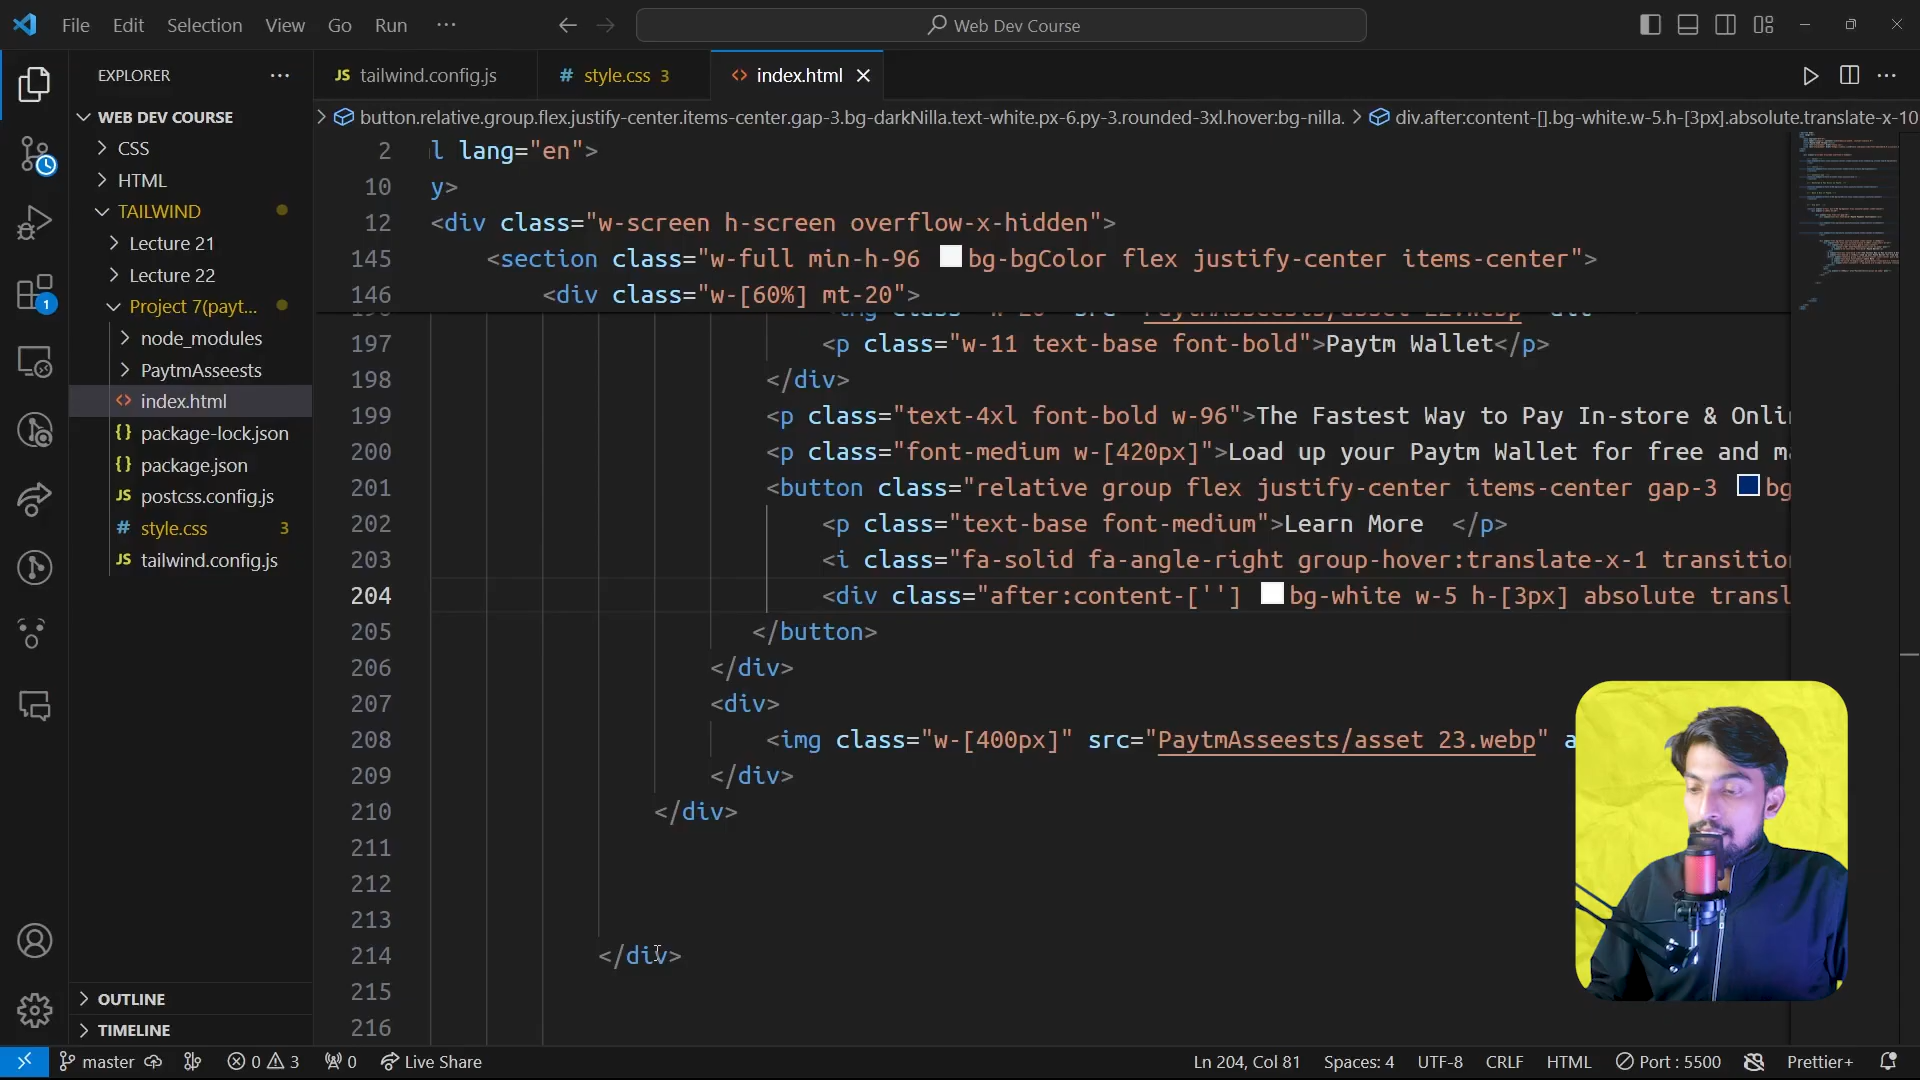 File Edit Selection View Go Run ···
Web Dev Course
EXPLORER ···
WEB DEV COURSE
CSS
HTML
TAILWIND
Lecture 21
Lecture 22
Project 7(payt...
node_modules
PaytmAsseests
index.html
package-lock.json
package.json
postcss.config.js
style.css 3
tailwind.config.js
OUTLINE
TIMELINE
1
JS tailwind.config.js
# style.css 3
<> index.html
button.relative.group.flex.justify-center.items-center.gap-3.bg-darkNilla.text-white.px-6.py-3.rounded-3xl.hover:bg-nilla. > div.after:content-[].bg-white.w-5.h-[3px].absolute.translate-x-10
2 l lang="en">
10 y>
12 <div class="w-screen h-screen overflow-x-hidden">
145 <section class="w-full min-h-96 bg-bgColor flex justify-center items-center">
146 <div class="w-[60%] mt-20">
197 <p class="w-11 text-base font-bold">Paytm Wallet</p>
198 </div>
199 <p class="text-4xl font-bold w-96">The Fastest Way to Pay In-store & Onli
200 <p class="font-medium w-[420px]">Load up your Paytm Wallet for free and ma
201 <button class="relative group flex justify-center items-center gap-3 bg
202 <p class="text-base font-medium">Learn More  </p>
203 <i class="fa-solid fa-angle-right group-hover:translate-x-1 transition
204 <div class="after:content-[''] bg-white w-5 h-[3px] absolute transl
205 </button>
206 </div>
207 <div>
208 <img class="w-[400px]" src="PaytmAsseests/asset 23.webp" a
209 </div>
210 </div>
211
212
213
214 </div>
215
216
master 0 3 0 Live Share Ln 204, Col 81 Spaces: 4 UTF-8 CRLF HTML Port : 5500 Prettier+